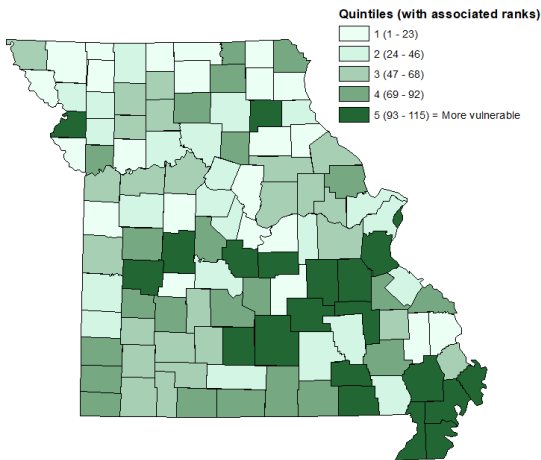 Quintiles (with associated ranks)
1 (1 - 23)
2 (24 - 46)
3 (47 - 68)
4 (69 - 92)
5 (93 - 115) = More vulnerable